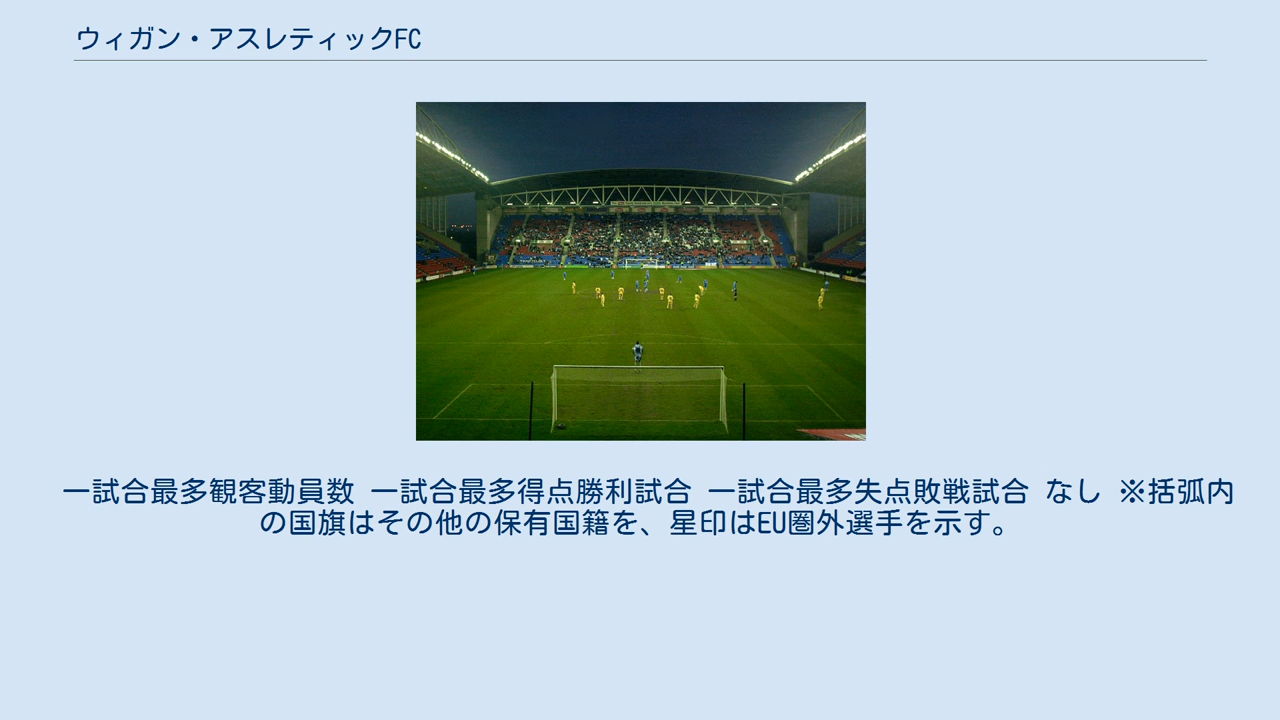 ウィガン・アスレティックFC
一試合最多観客動員数 一試合最多得点勝利試合 一試合最多失点敗戦試合 なし ※括弧内
の国旗はその他の保有国籍を、星印はEU圏外選手を示す。